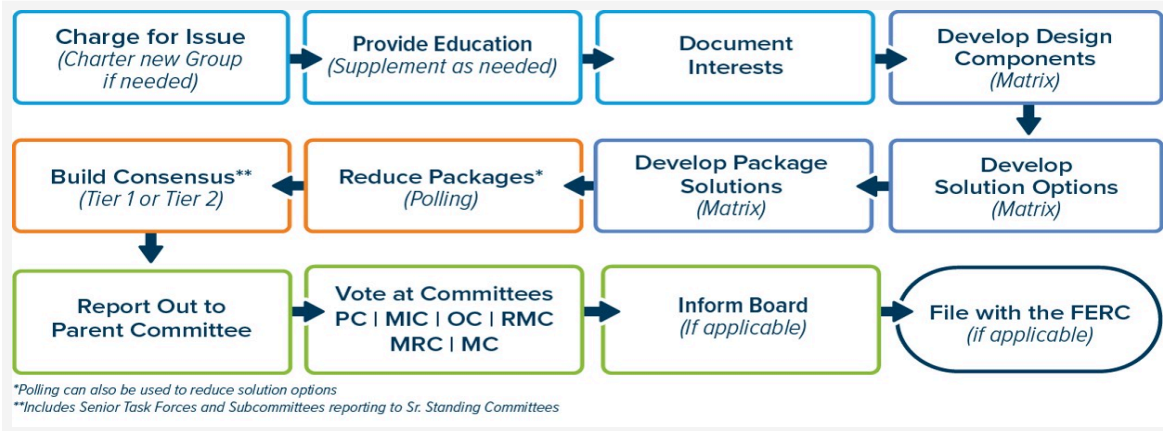 Charge for Issue
(Charter new Group
if needed)
Provide Education
(Supplement as needed)
Document
Interests
Develop Design
Components
(Matrix)
Develop
Solution Options
(Matrix)
Develop Package
Solutions
(Matrix)
Reduce Packages*
(Polling)
Build Consensus**
(Tier 1 or Tier 2)
Report Out to
Parent Committee
Vote at Committees
PC | MIC | OC | RMC
MRC | MC
Inform Board
(If applicable)
File with the FERC
(if applicable)
*Polling can also be used to reduce solution options
**Includes Senior Task Forces and Subcommittees reporting to Sr. Standing Committees